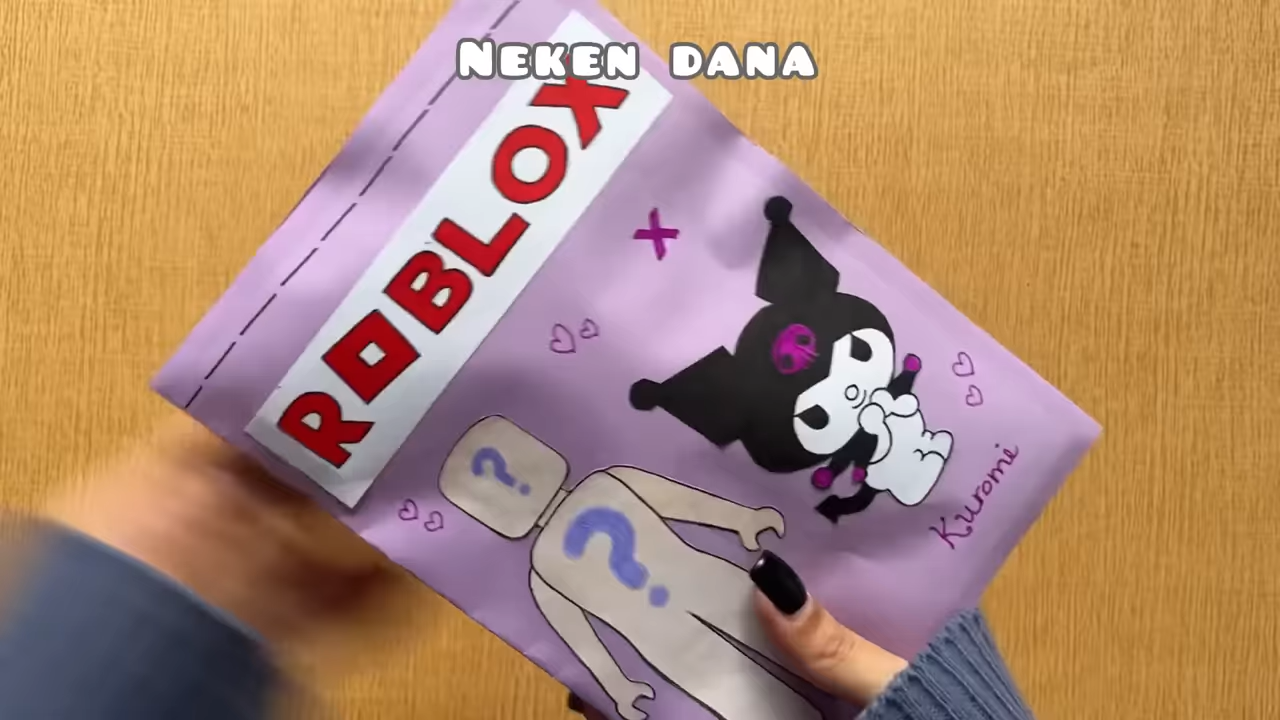 Neken dana
ROBLOX
?
?
Kuromi